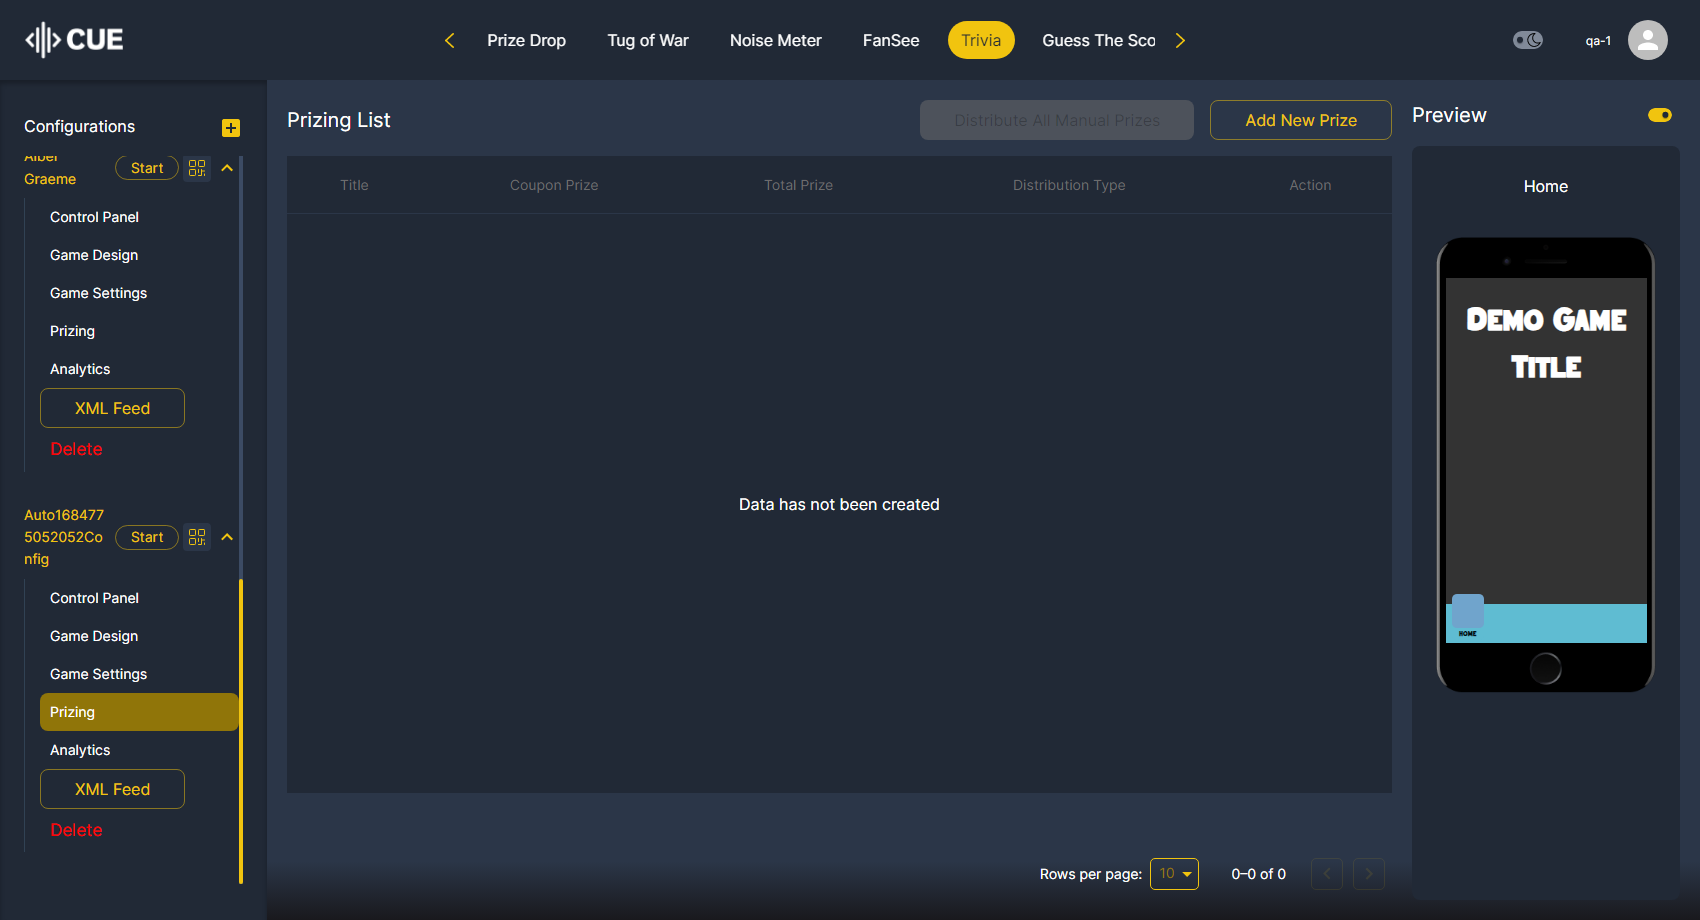 CUE
Prize Drop
Tug of War
Noise Meter
FanSee
Trivia
Guess The Sco
qa-1
Configurations
Graeme
Start
Control Panel
Game Design
Game Settings
Prizing
Analytics
XML Feed
Delete
Auto168477
5052052Co
nfig
Start
Control Panel
Game Design
Game Settings
Prizing
Analytics
XML Feed
Delete
Prizing List
Distribute All Manual Prizes
Add New Prize
Title
Coupon Prize
Total Prize
Distribution Type
Action
Data has not been created
Rows per page:
10
0–0 of 0
Preview
Home
Demo Game
Title
HOME